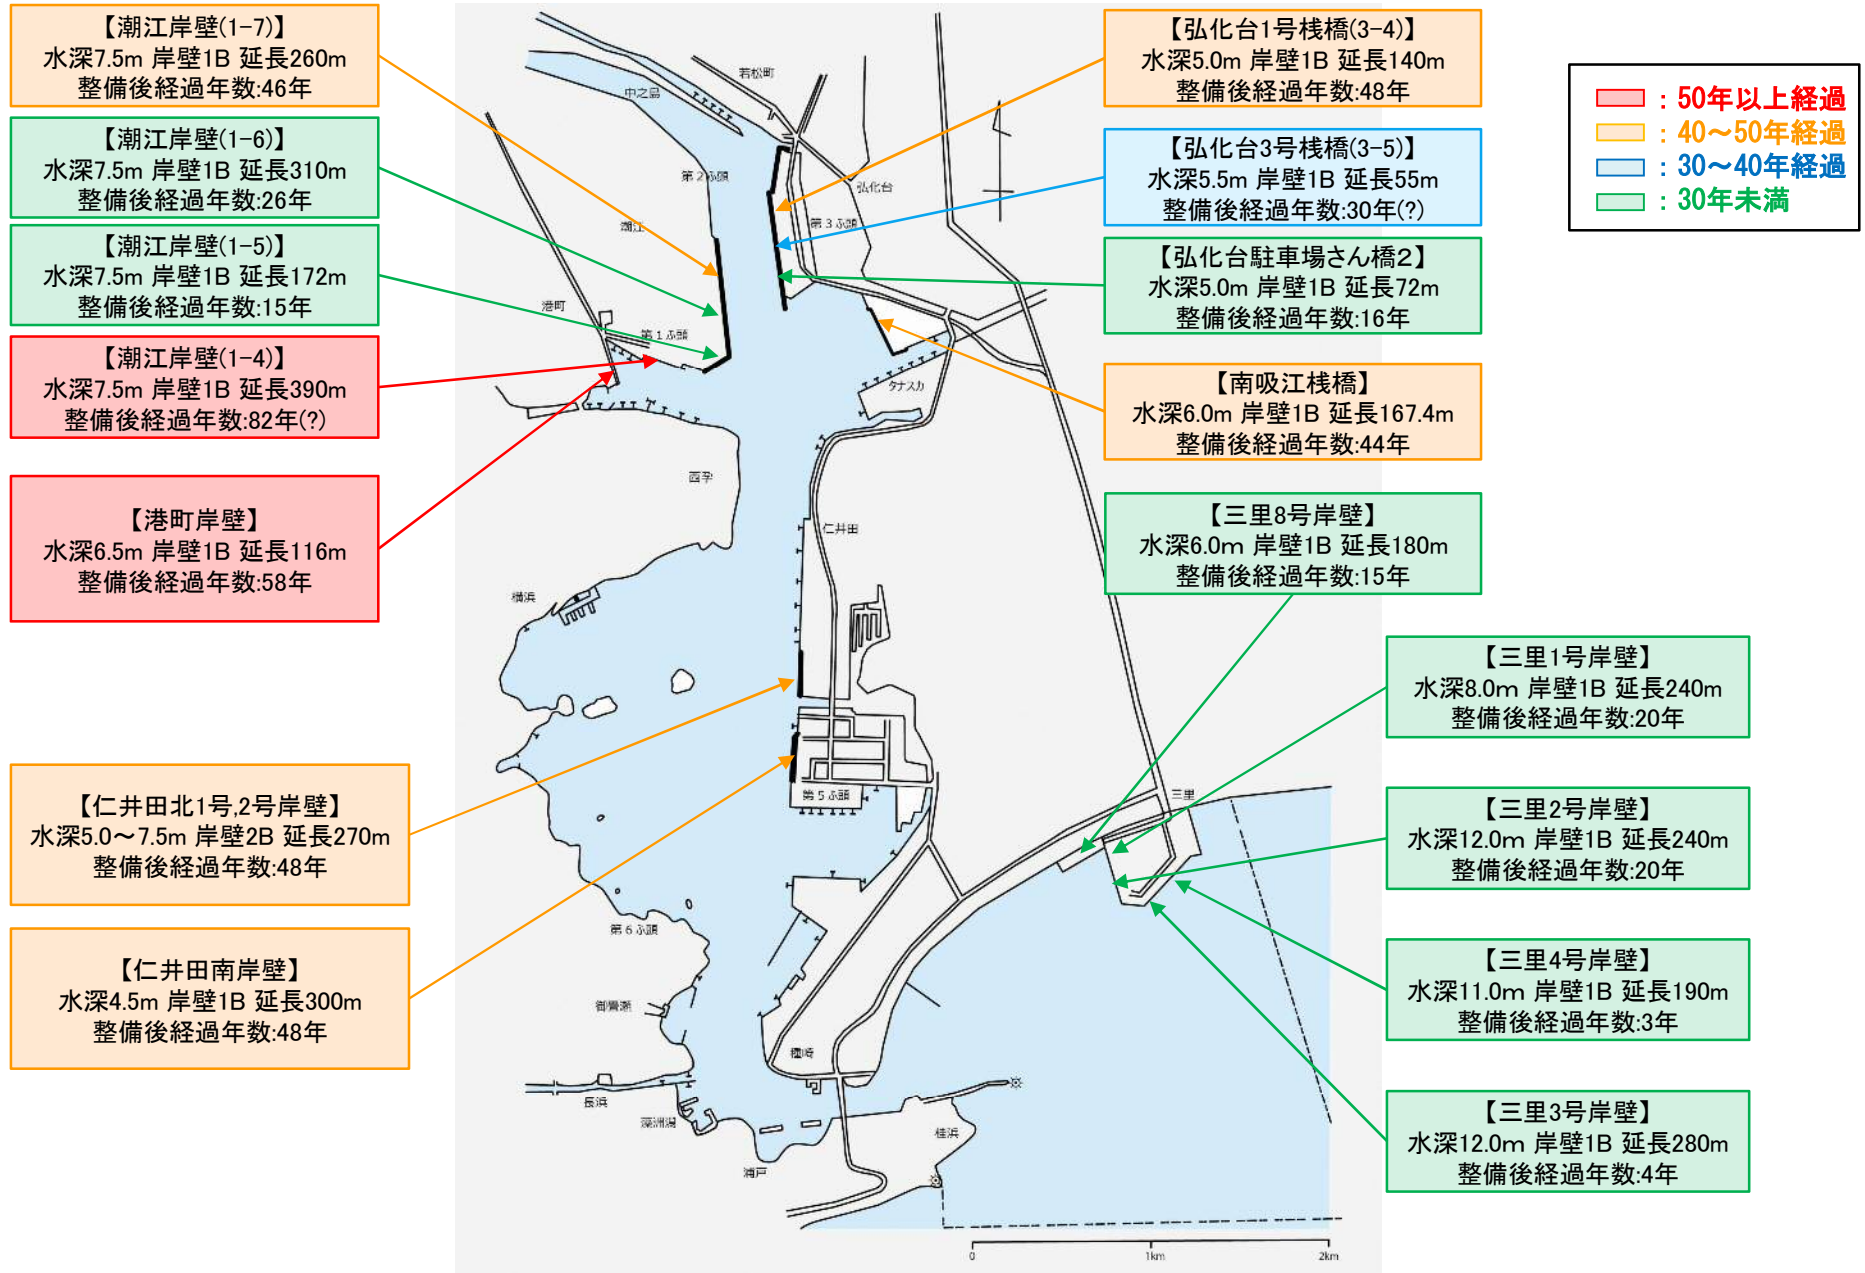 【潮江岸壁(1-7)】
水深7.5m 岸壁1B 延長260m
整備後経過年数:46年
【潮江岸壁(1-6)】
水深7.5m 岸壁1B 延長310m
整備後経過年数:26年
【潮江岸壁(1-5)】
水深7.5m 岸壁1B 延長172m
整備後経過年数:15年
【潮江岸壁(1-4)】
水深7.5m 岸壁1B 延長390m
整備後経過年数:82年(?)
【港町岸壁】
水深6.5m 岸壁1B 延長116m
整備後経過年数:58年
【仁井田北1号,2号岸壁】
水深5.0～7.5m 岸壁2B 延長270m
整備後経過年数:48年
【仁井田南岸壁】
水深4.5m 岸壁1B 延長300m
整備後経過年数:48年
若松町
中之島
第2ふ頭
弘化台
潮江
第3ふ頭
港町
第1ふ頭
タナスカ
西孕
仁井田
横浜
第5ふ頭
三里
第6ふ頭
御畳瀬
種崎
長浜
藻洲潟
桂浜
浦戸
0
1km
2km
【弘化台1号桟橋(3-4)】
水深5.0m 岸壁1B 延長140m
整備後経過年数:48年
【弘化台3号桟橋(3-5)】
水深5.5m 岸壁1B 延長55m
整備後経過年数:30年(?)
【弘化台駐車場さん橋2】
水深5.0m 岸壁1B 延長72m
整備後経過年数:16年
【南吸江桟橋】
水深6.0m 岸壁1B 延長167.4m
整備後経過年数:44年
【三里8号岸壁】
水深6.0m 岸壁1B 延長180m
整備後経過年数:15年
【三里1号岸壁】
水深8.0m 岸壁1B 延長240m
整備後経過年数:20年
【三里2号岸壁】
水深12.0m 岸壁1B 延長240m
整備後経過年数:20年
【三里4号岸壁】
水深11.0m 岸壁1B 延長190m
整備後経過年数:3年
【三里3号岸壁】
水深12.0m 岸壁1B 延長280m
整備後経過年数:4年
：50年以上経過
：40～50年経過
：30～40年経過
：30年未満